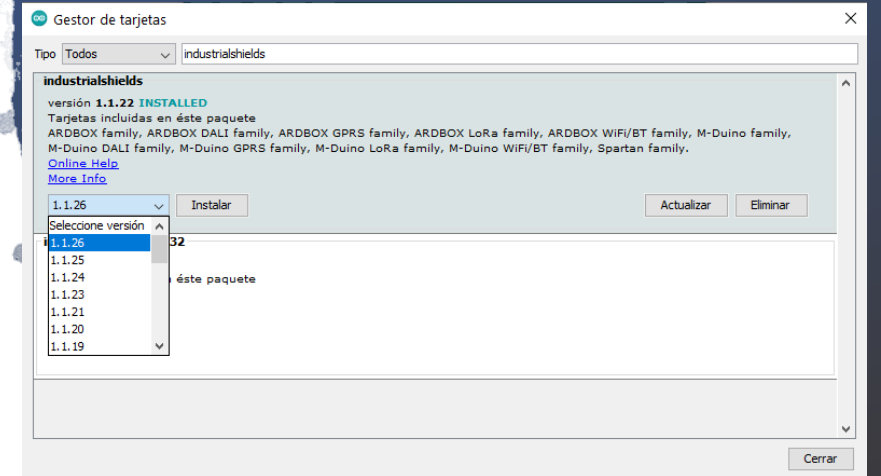 Gestor de tarjetas
Tipo Todos industrialshields
industrialshields
versión 1.1.22 INSTALLED
Tarjetas incluidas en éste paquete
ARDBOX family, ARDBOX DALI family, ARDBOX GPRS family, ARDBOX LoRa family, ARDBOX WiFi/BT family, M-Duino family,
M-Duino DALI family, M-Duino GPRS family, M-Duino LoRa family, M-Duino WiFi/BT family, Spartan family.
Online Help
More Info
1.1.26 Instalar Actualizar Eliminar
Seleccione versión
1.1.26 32
1.1.25
1.1.24 éste paquete
1.1.23
1.1.21
1.1.20
1.1.19
Cerrar